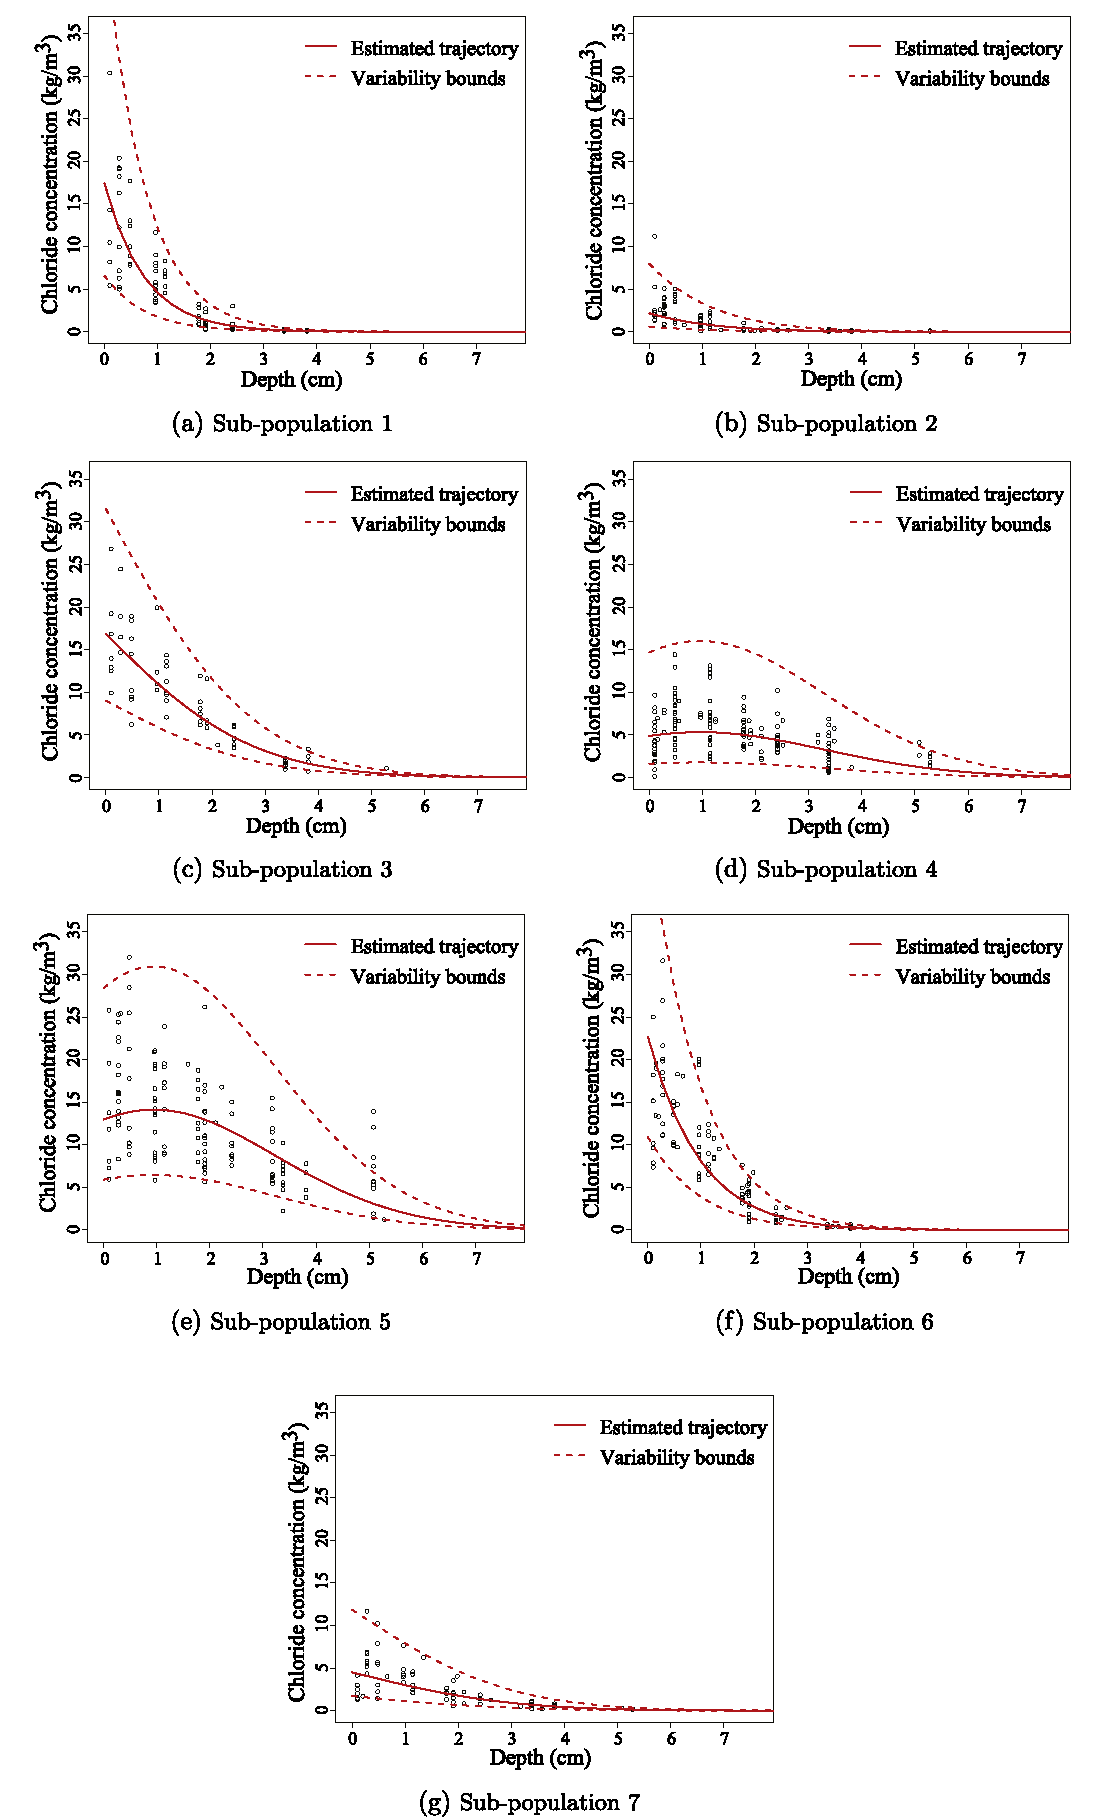 Chloride concentration (kg/m³)
35
30
25
20
15
10
5
0
Estimated trajectory
Variability bounds
0 1 2 3 4 5 6 7
Depth (cm)
(a) Sub-population 1
Chloride concentration (kg/m³)
35
30
25
20
15
10
5
0
Estimated trajectory
Variability bounds
0 1 2 3 4 5 6 7
Depth (cm)
(b) Sub-population 2
Chloride concentration (kg/m³)
35
30
25
20
15
10
5
0
Estimated trajectory
Variability bounds
0 1 2 3 4 5 6 7
Depth (cm)
(c) Sub-population 3
Chloride concentration (kg/m³)
35
30
25
20
15
10
5
0
Estimated trajectory
Variability bounds
0 1 2 3 4 5 6 7
Depth (cm)
(d) Sub-population 4
Chloride concentration (kg/m³)
35
30
25
20
15
10
5
0
Estimated trajectory
Variability bounds
0 1 2 3 4 5 6 7
Depth (cm)
(e) Sub-population 5
Chloride concentration (kg/m³)
35
30
25
20
15
10
5
0
Estimated trajectory
Variability bounds
0 1 2 3 4 5 6 7
Depth (cm)
(f) Sub-population 6
Chloride concentration (kg/m³)
35
30
25
20
15
10
5
0
Estimated trajectory
Variability bounds
0 1 2 3 4 5 6 7
Depth (cm)
(g) Sub-population 7